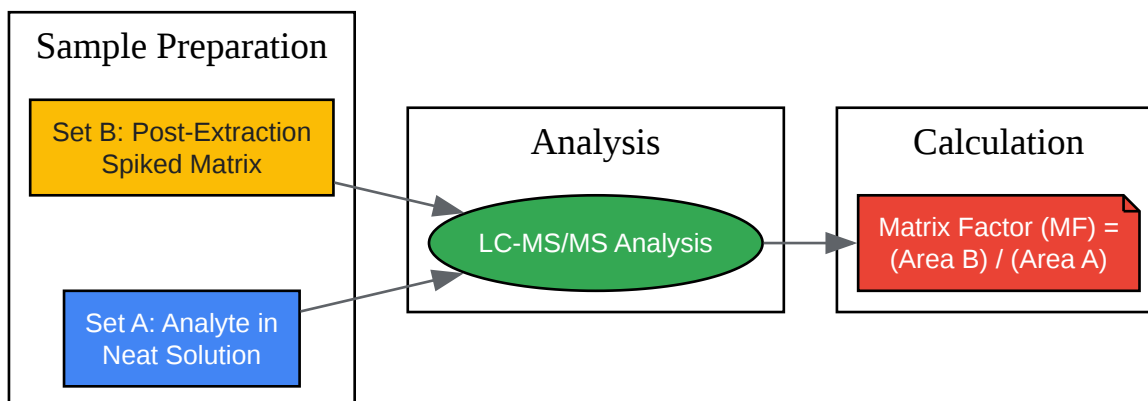 Sample Preparation
Set B: Post-Extraction
Spiked Matrix
Set A: Analyte in
Neat Solution
Analysis
LC-MS/MS Analysis
Calculation
Matrix Factor (MF) =
(Area B) / (Area A)